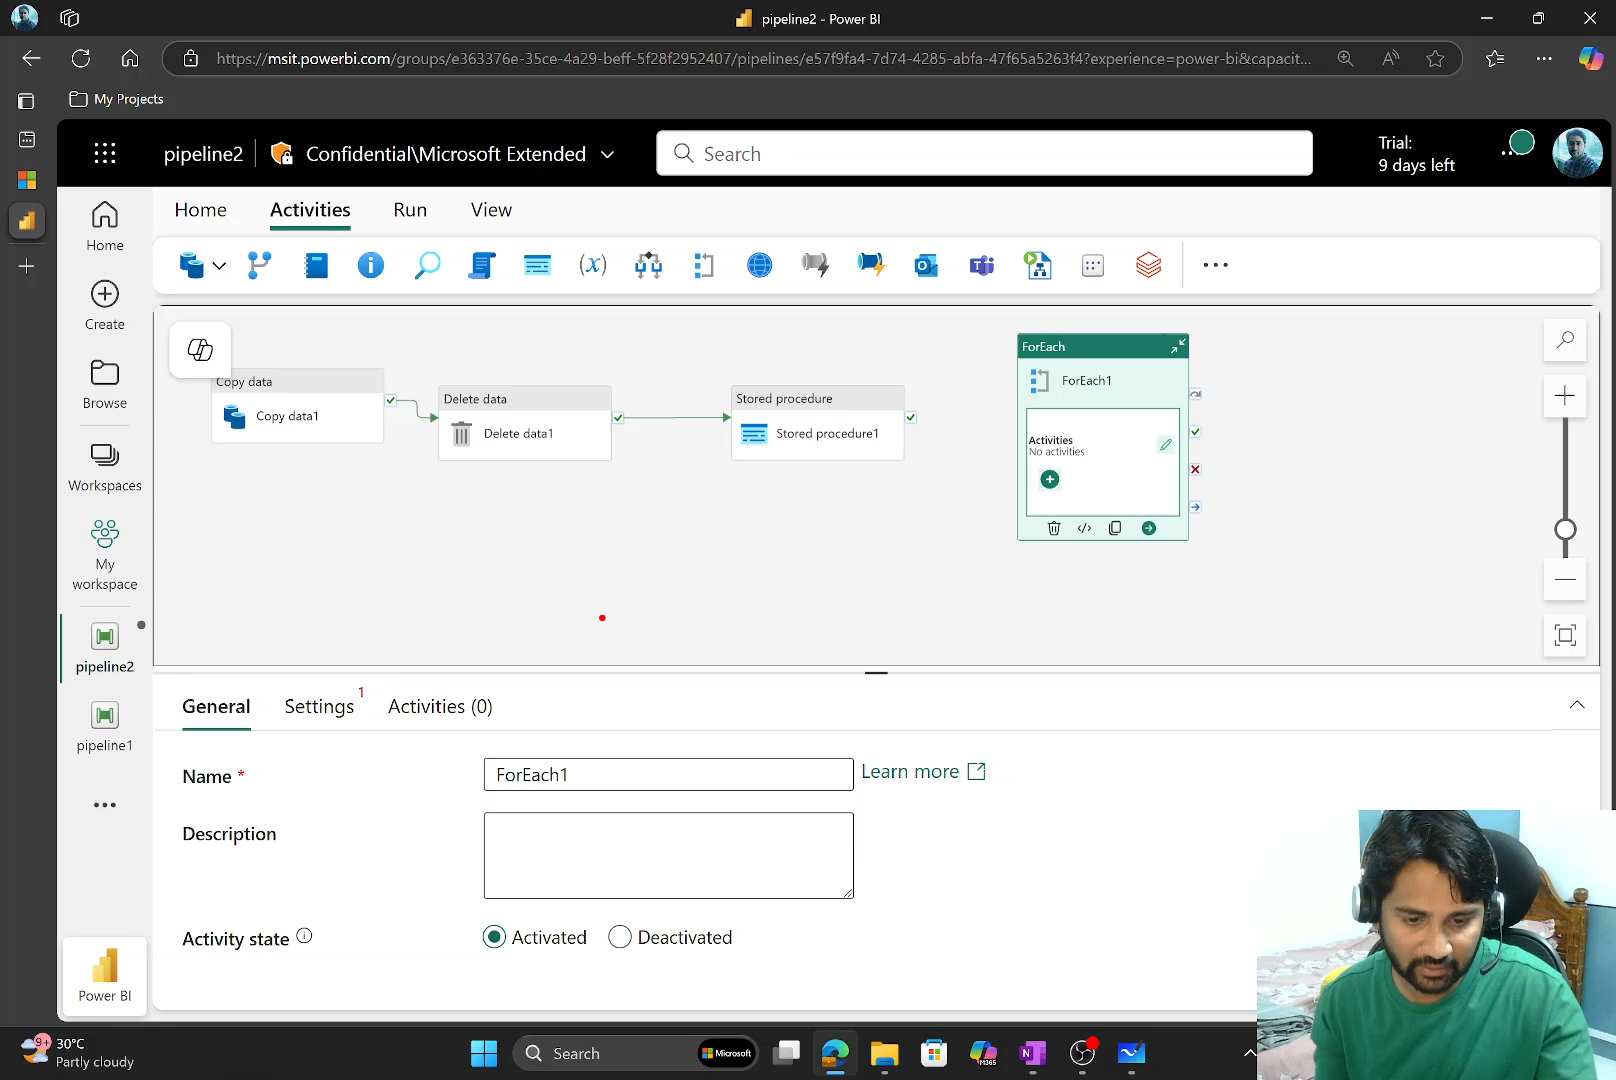 pipeline2 - Power BI
https://msit.powerbi.com/groups/e363376e-35ce-4a29-beff-5f28f2952407/pipelines/e57f9fa4-7d74-4285-abfa-47f65a5263f4?experience=power-bi&capacit...
My Projects
pipeline2
Confidential\Microsoft Extended
Search
Trial:
9 days left
Home
Activities
Run
View
Home
Create
Browse
Workspaces
My
workspace
pipeline2
pipeline1
Power BI
(x)
Copy data
Copy data1
Delete data
Delete data1
Stored procedure
Stored procedure1
ForEach
ForEach1
Activities
No activities
General
Settings
1
Activities (0)
Name *
ForEach1
Learn more
Description
Activity state
Activated
Deactivated
9+
30°C
Partly cloudy
Search
Microsoft
M365